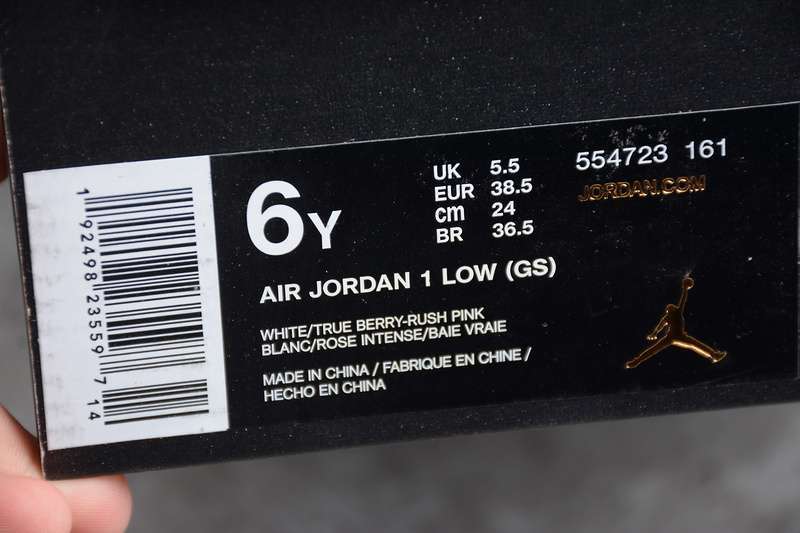 1 92498 23559 7 14
6Y
UK 5.5
EUR 38.5
cm 24
BR 36.5
554723 161
JORDAN.COM
AIR JORDAN 1 LOW (GS)
WHITE/TRUE BERRY-RUSH PINK
BLANC/ROSE INTENSE/BAIE VRAIE
MADE IN CHINA / FABRIQUE EN CHINE /
HECHO EN CHINA